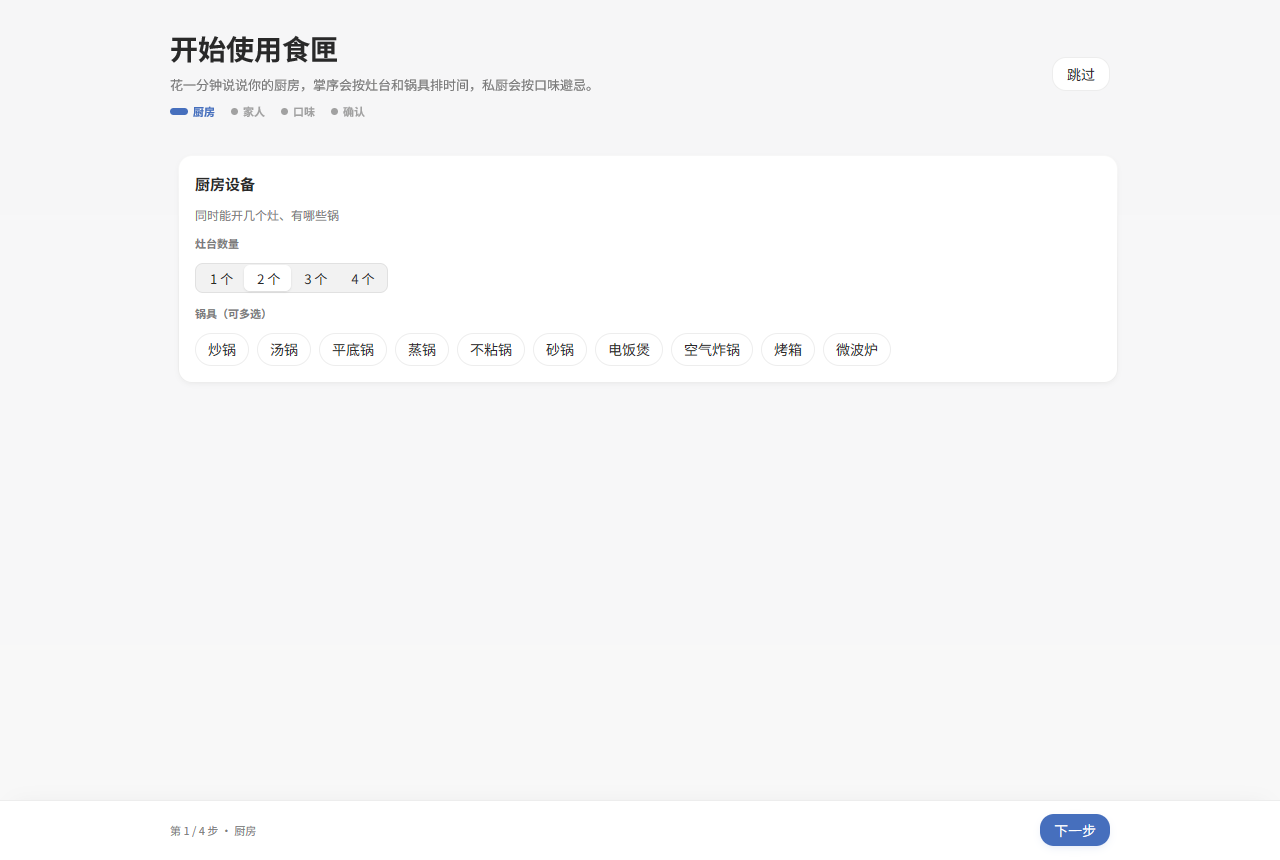 开始使用食匣
花一分钟说说你的厨房，掌序会按灶台和锅具排时间，私厨会按口味避忌。
跳过
厨房 家人 口味 确认
厨房设备
同时能开几个灶、有哪些锅
灶台数量
1 个 2 个 3 个 4 个
锅具（可多选）
炒锅 汤锅 平底锅 蒸锅 不粘锅 砂锅 电饭煲 空气炸锅 烤箱 微波炉
第 1 / 4 步 · 厨房
下一步